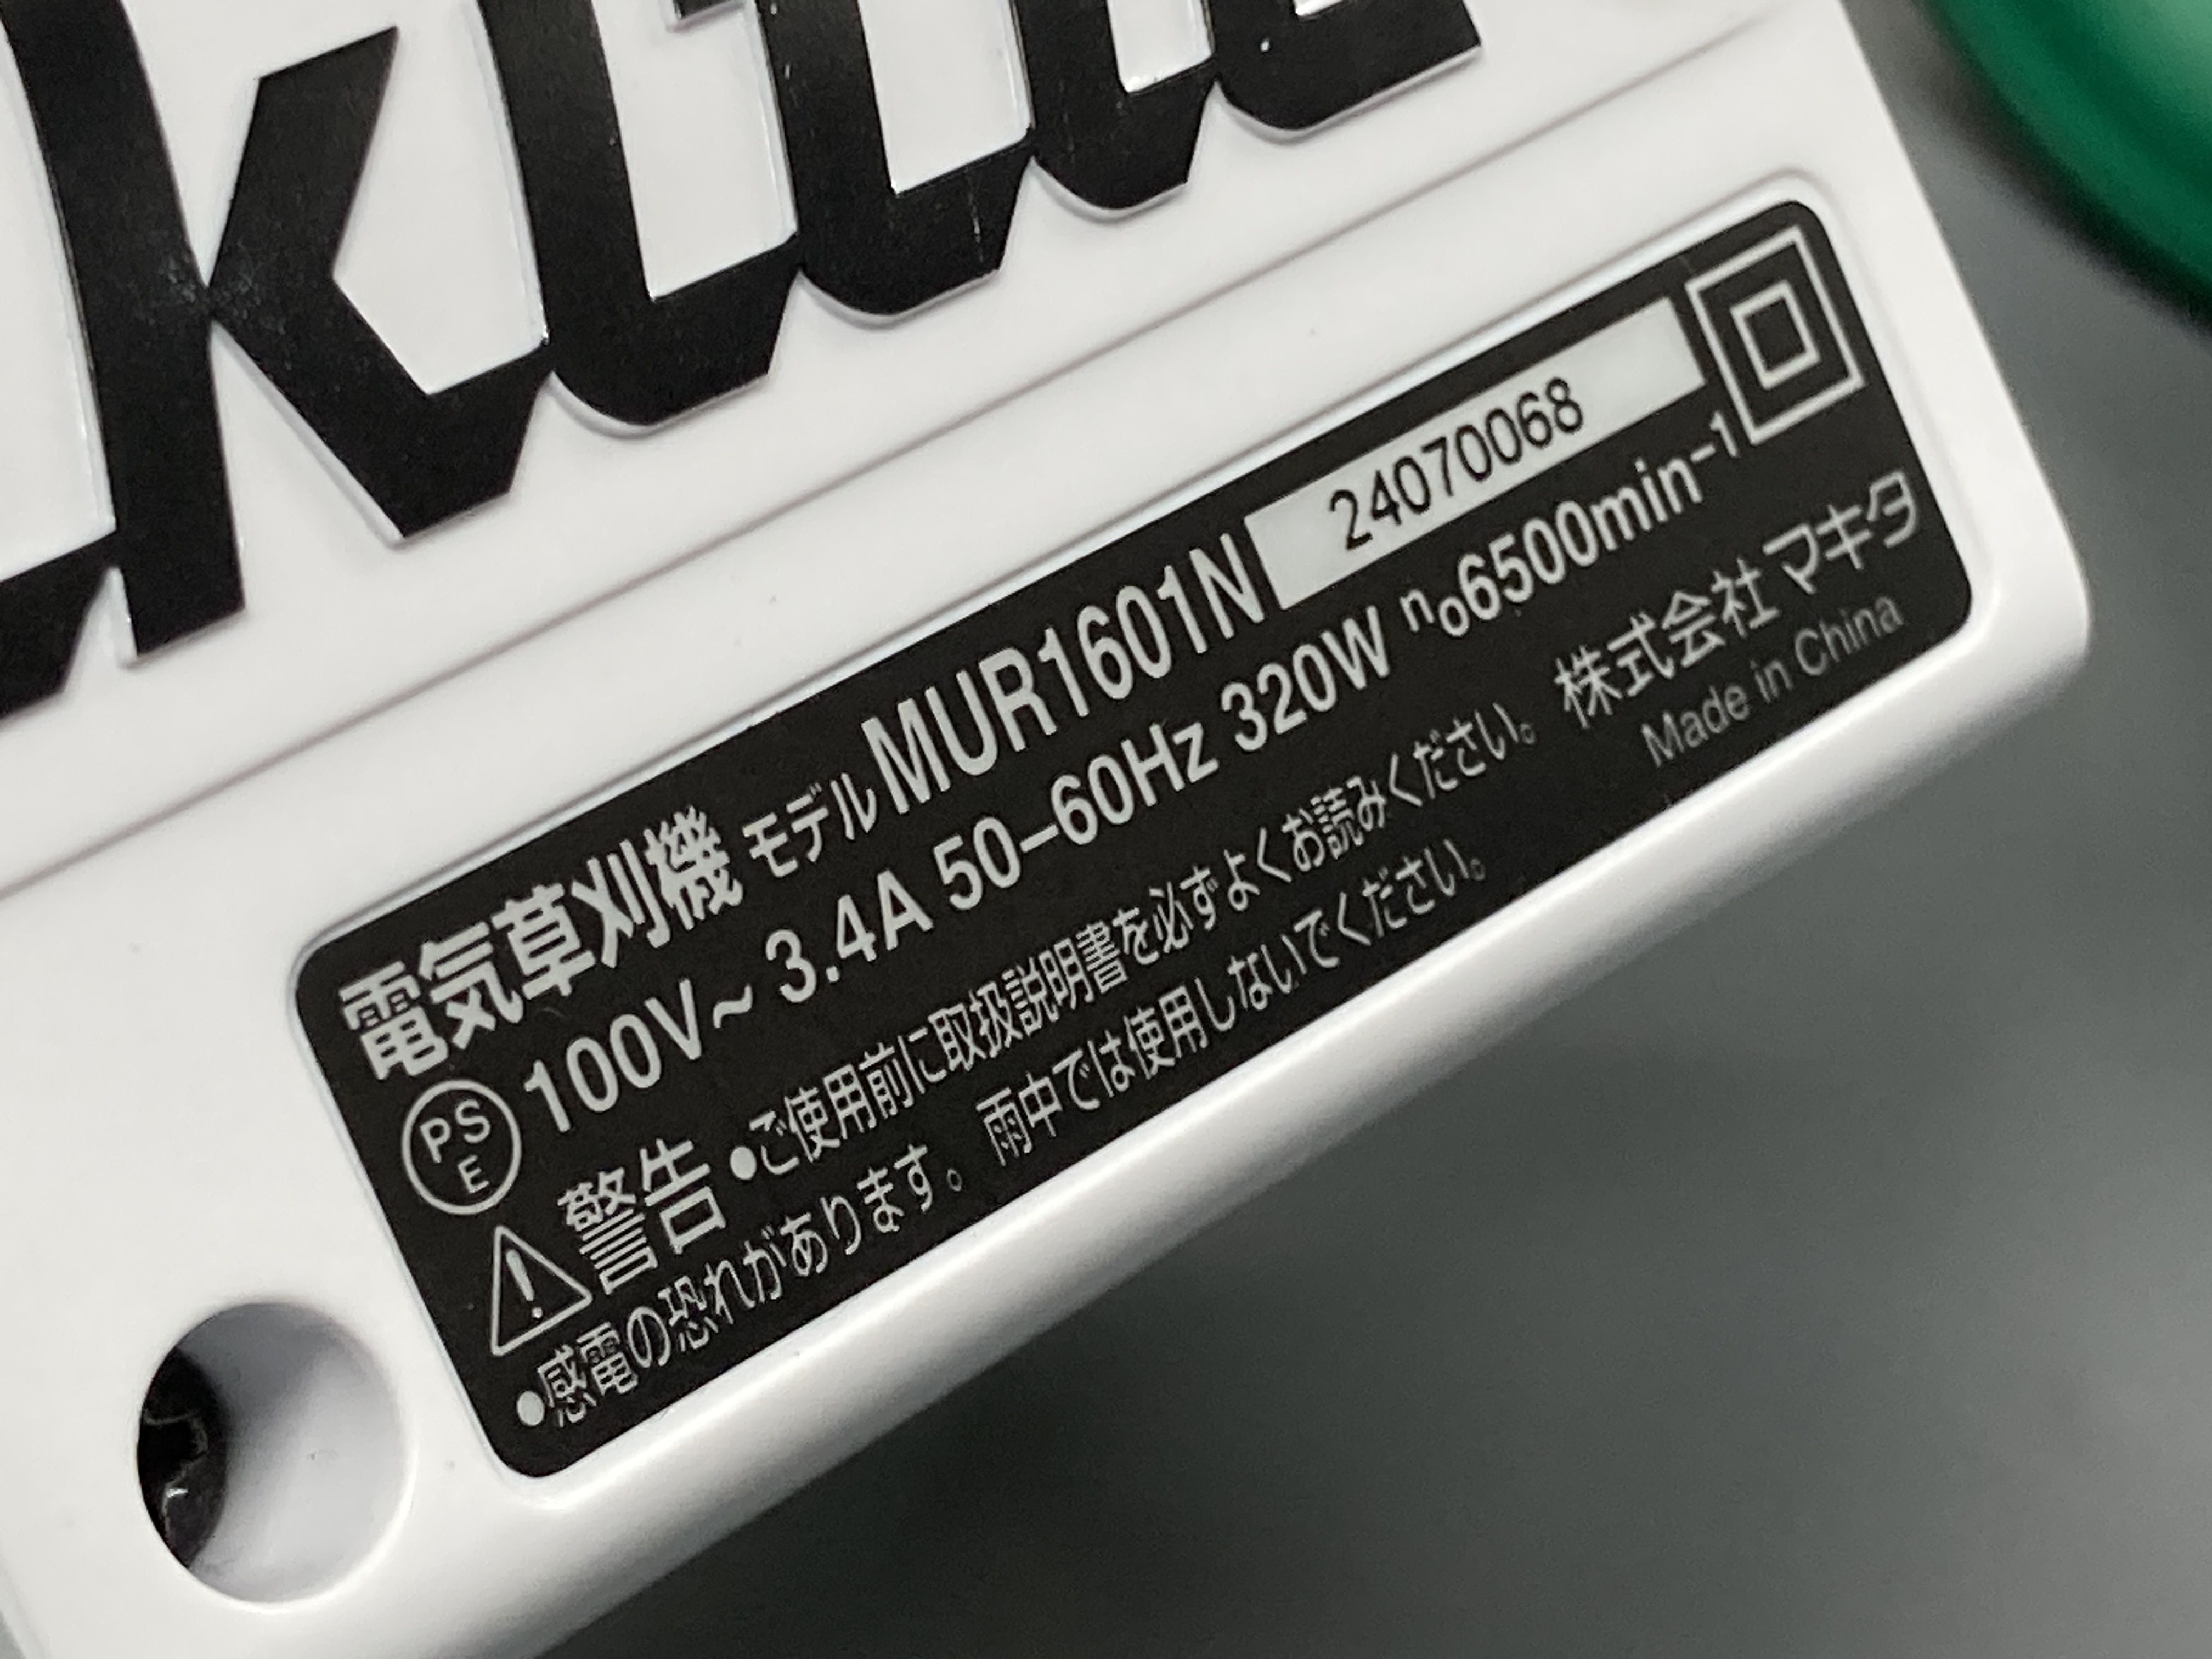 kita
電気草刈機 モデル MUR1601N 24070068
PS E 100V~ 3.4A 50–60Hz 320W n₀6500min⁻¹
警告 ●ご使用前に取扱説明書を必ずよくお読みください。 株式会社 マキタ
●感電の恐れがあります。雨中では使用しないでください。 Made in China